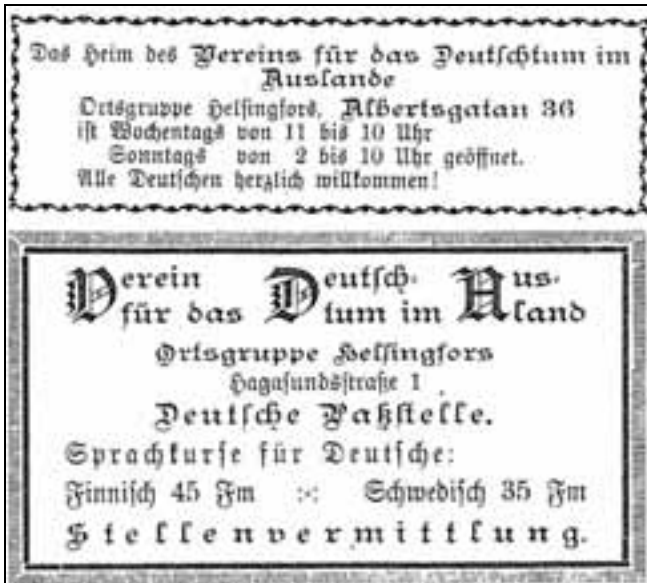 Das Heim des Vereins für das Deutschtum im
Auslande
Ortsgruppe Helsingfors, Albertsgatan 36
ist Wochentags von 11 bis 10 Uhr
Sonntags von 2 bis 10 Uhr geöffnet.
Alle Deutschen herzlich willkommen!
Verein Deutsch- Aus-
für das tum im land
Ortsgruppe Helsingfors
Hagasundsstraße 1
Deutsche Paßstelle.
Sprachkurse für Deutsche:
Finnisch 45 Fm :-: Schwedisch 35 Fm
Stellenvermittlung.